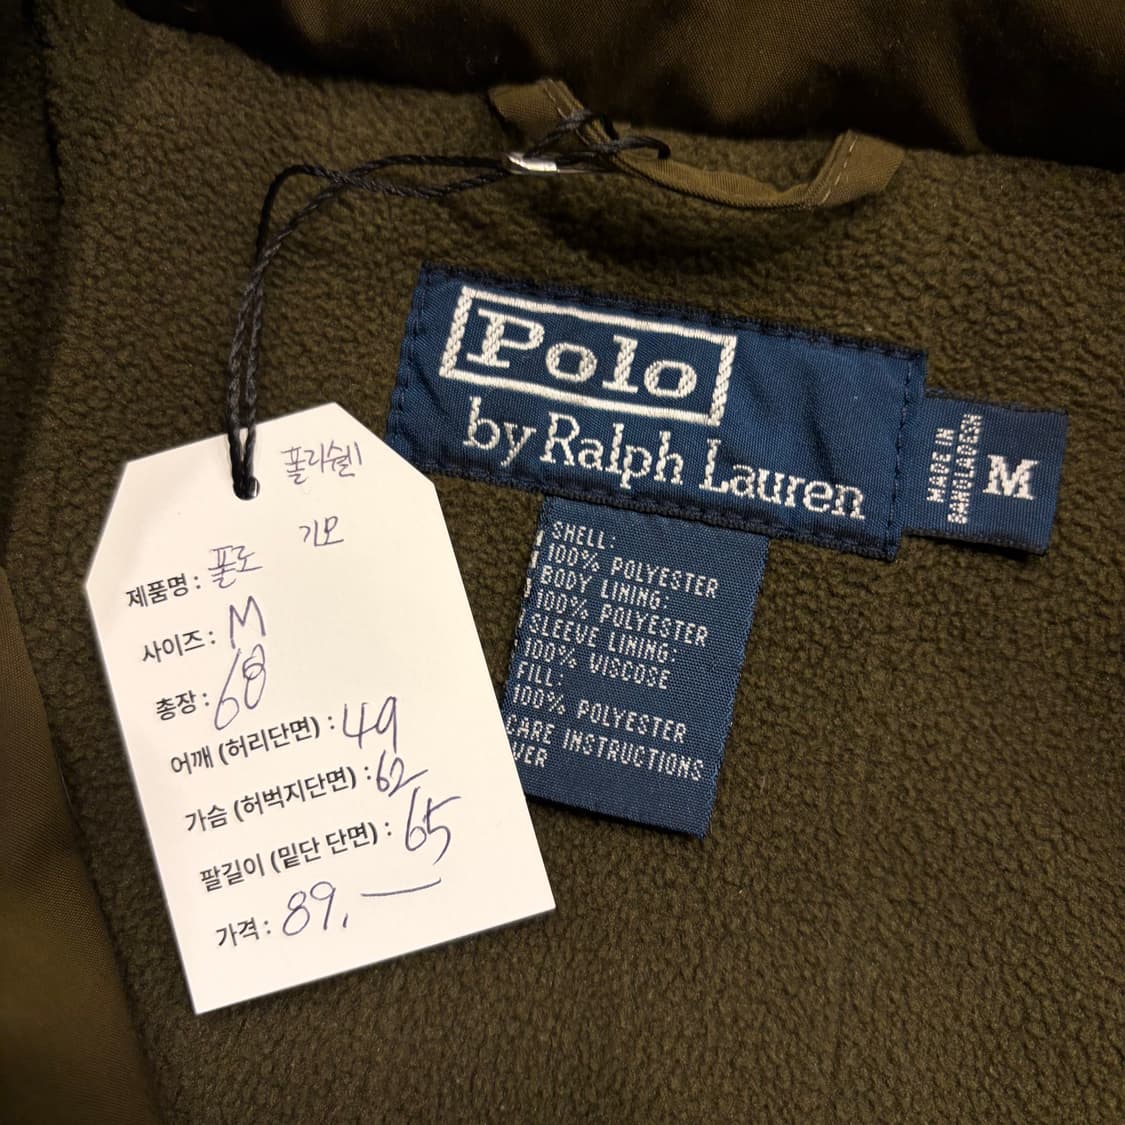 Polo
by Ralph Lauren
MADE IN
BANGLADESH
M
SHELL:
100% POLYESTER
BODY LINING:
100% POLYESTER
SLEEVE LINING:
100% VISCOSE
FILL:
100% POLYESTER
CARE INSTRUCTIONS
VER
폴리쉘
기모
제품명 : 폴로
사이즈 : M
총장 : 68
어깨 (허리단면) : 49
가슴 (허벅지단면) : 62
팔길이 (밑단 단면) : 65
가격 : 89,—